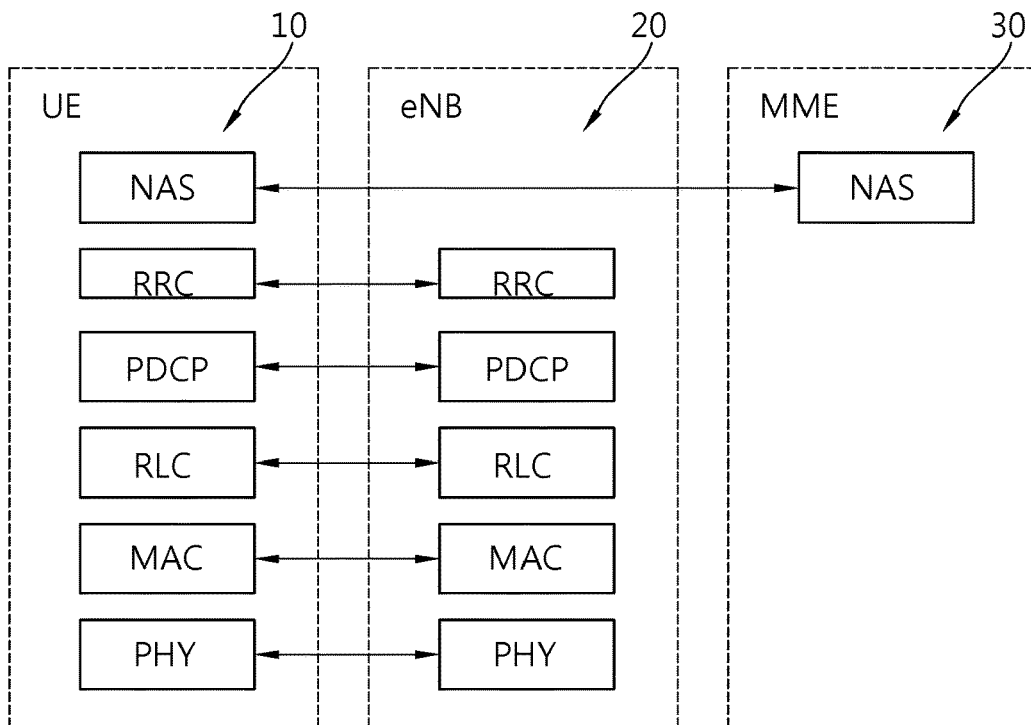 10 20 30
UE eNB MME
NAS NAS
RRC RRC
PDCP PDCP
RLC RLC
MAC MAC
PHY PHY